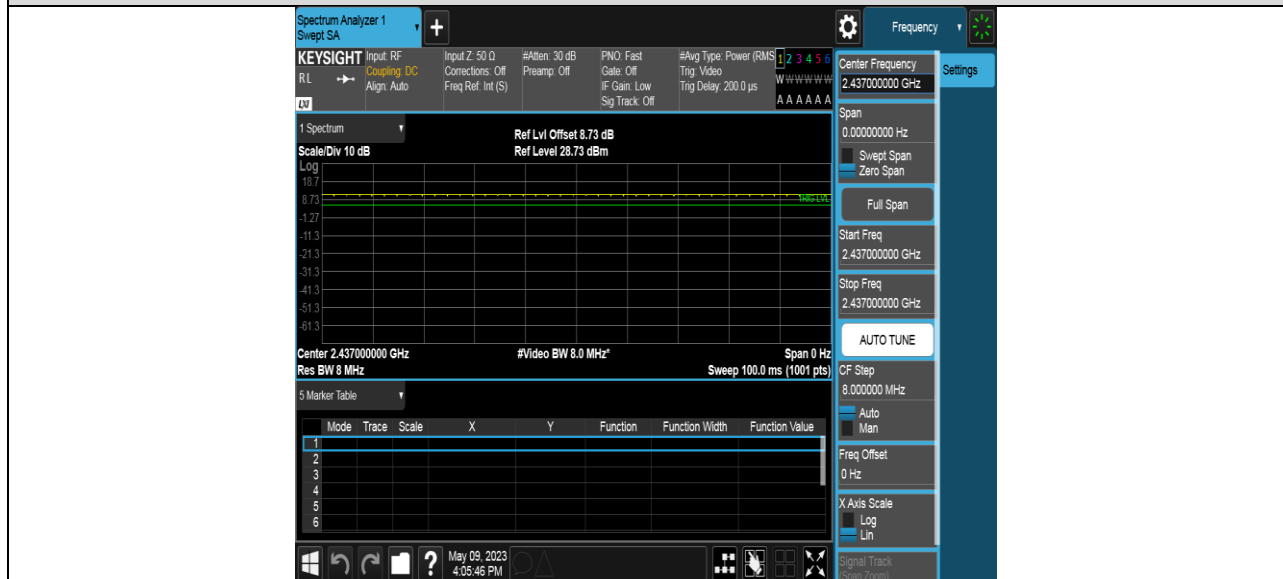 Spectrum Analyzer 1
Swept SA
+
Frequency
KEYSIGHT
RL
LXI
Input: RF
Coupling: DC
Align: Auto
Input Z: 50 Ω
Corrections: Off
Freq Ref: Int (S)
#Atten: 30 dB
Preamp: Off
PNO: Fast
Gate: Off
IF Gain: Low
Sig Track: Off
#Avg Type: Power (RMS
Trig: Video
Trig Delay: 200.0 µs
1 2 3 4 5 6
W W W W W W
A A A A A A
1 Spectrum
Scale/Div 10 dB
Ref Lvl Offset 8.73 dB
Ref Level 28.73 dBm
Log
18.7
8.73
-1.27
-11.3
-21.3
-31.3
-41.3
-51.3
-61.3
TRIG LVL
Center 2.437000000 GHz
#Video BW 8.0 MHz*
Span 0 Hz
Res BW 8 MHz
Sweep 100.0 ms (1001 pts)
5 Marker Table
Mode Trace Scale X Y Function Function Width Function Value
1
2
3
4
5
6
?
May 09, 2023
4:05:46 PM
Center Frequency
2.437000000 GHz
Settings
Span
0.00000000 Hz
Swept Span
Zero Span
Full Span
Start Freq
2.437000000 GHz
Stop Freq
2.437000000 GHz
AUTO TUNE
CF Step
8.000000 MHz
Auto
Man
Freq Offset
0 Hz
X Axis Scale
Log
Lin
Signal Track
(Span Zoom)